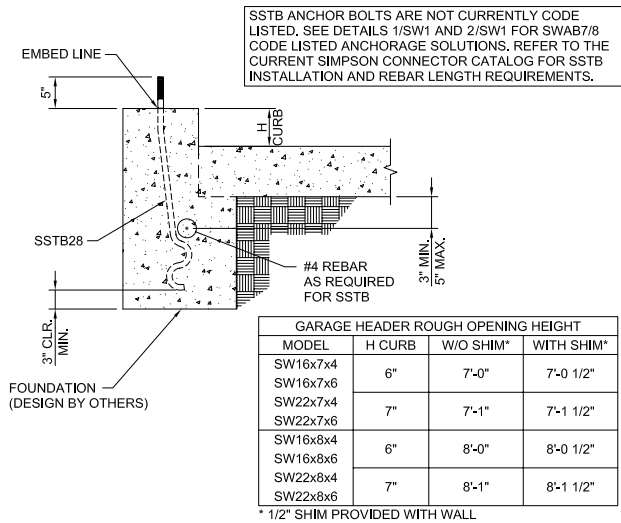 SSTB ANCHOR BOLTS ARE NOT CURRENTLY CODE
LISTED. SEE DETAILS 1/SW1 AND 2/SW1 FOR SWAB7/8
CODE LISTED ANCHORAGE SOLUTIONS. REFER TO THE
CURRENT SIMPSON CONNECTOR CATALOG FOR SSTB
INSTALLATION AND REBAR LENGTH REQUIREMENTS.
EMBED LINE
5"
H
CURB
SSTB28
#4 REBAR
AS REQUIRED
FOR SSTB
3" MIN.
5" MAX.
3" CLR.
MIN.
FOUNDATION
(DESIGN BY OTHERS)
GARAGE HEADER ROUGH OPENING HEIGHT
MODEL H CURB W/O SHIM* WITH SHIM*
SW16x7x4
SW16x7x6
6" 7'-0" 7'-0 1/2"
SW22x7x4
SW22x7x6
7" 7'-1" 7'-1 1/2"
SW16x8x4
SW16x8x6
6" 8'-0" 8'-0 1/2"
SW22x8x4
SW22x8x6
7" 8'-1" 8'-1 1/2"
* 1/2" SHIM PROVIDED WITH WALL